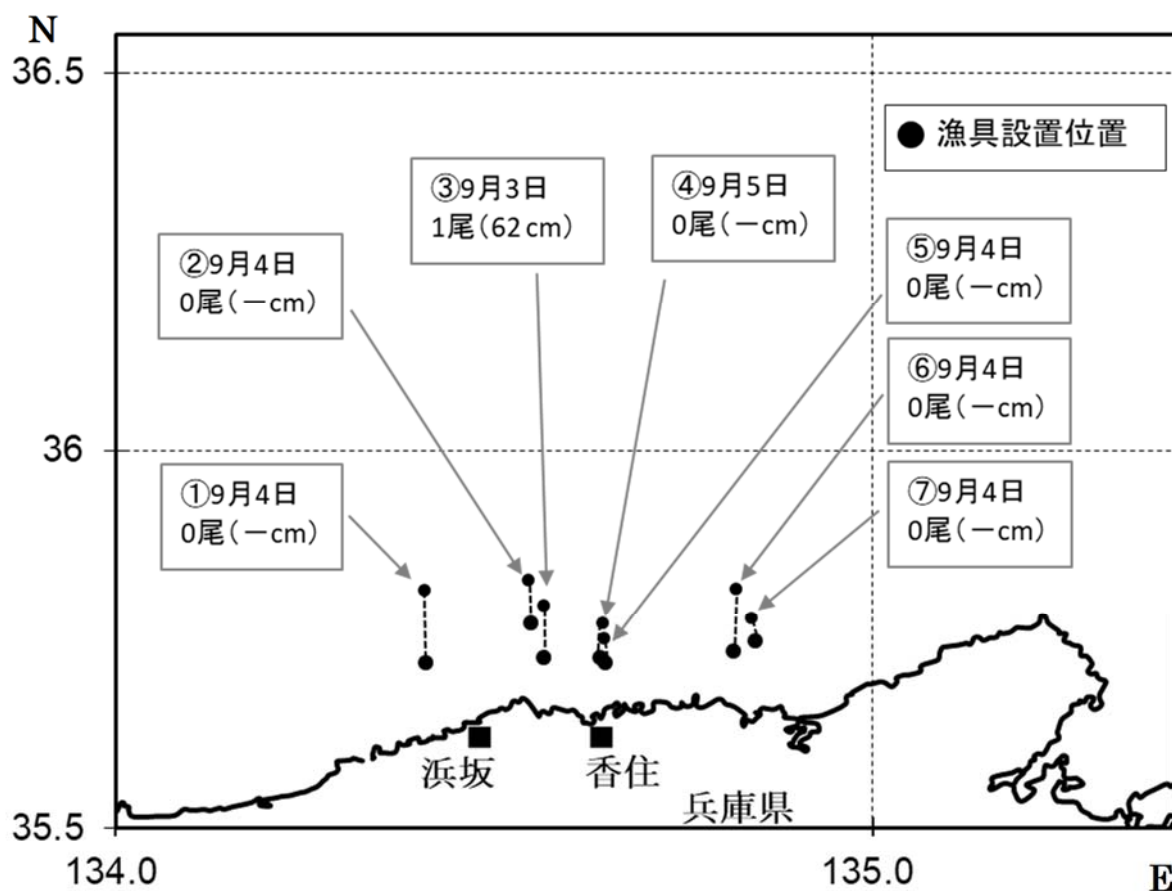 N
36.5
● 漁具設置位置
③9月3日
1尾(62 cm)
④9月5日
0尾(-cm)
②9月4日
0尾(-cm)
⑤9月4日
0尾(-cm)
⑥9月4日
0尾(-cm)
36
①9月4日
0尾(-cm)
⑦9月4日
0尾(-cm)
浜坂
香住
兵庫県
35.5
134.0
135.0
E